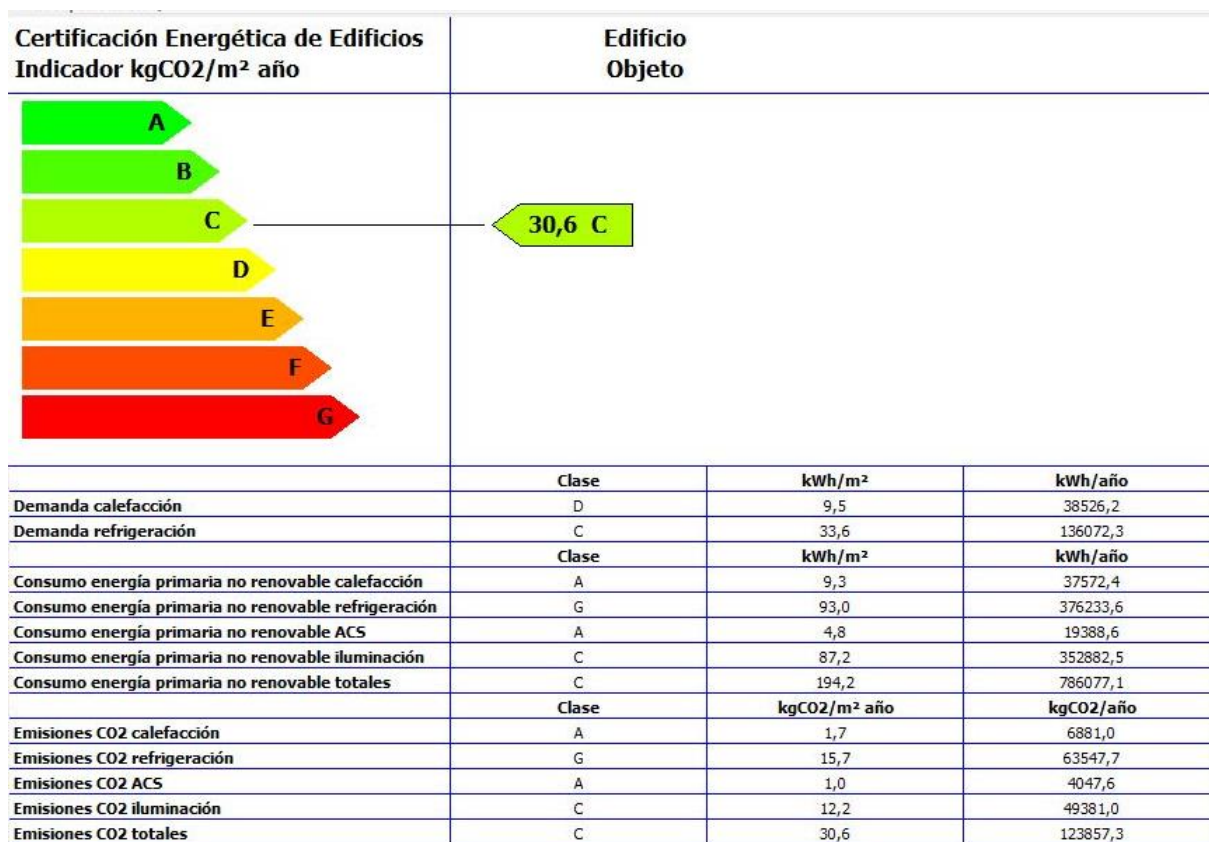 Certificación Energética de Edificios
Indicador kgCO2/m² año
Edificio
Objeto
A
B
C
D
E
F
G
30,6 C
Clase kWh/m² kWh/año
Demanda calefacción D 9,5 38526,2
Demanda refrigeración C 33,6 136072,3
Clase kWh/m² kWh/año
Consumo energía primaria no renovable calefacción A 9,3 37572,4
Consumo energía primaria no renovable refrigeración G 93,0 376233,6
Consumo energía primaria no renovable ACS A 4,8 19388,6
Consumo energía primaria no renovable iluminación C 87,2 352882,5
Consumo energía primaria no renovable totales C 194,2 786077,1
Clase kgCO2/m² año kgCO2/año
Emisiones CO2 calefacción A 1,7 6881,0
Emisiones CO2 refrigeración G 15,7 63547,7
Emisiones CO2 ACS A 1,0 4047,6
Emisiones CO2 iluminación C 12,2 49381,0
Emisiones CO2 totales C 30,6 123857,3